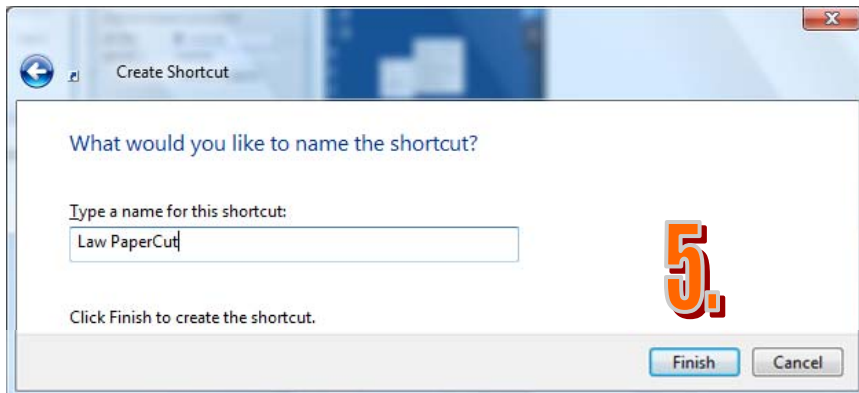 Create Shortcut
What would you like to name the shortcut?
Type a name for this shortcut:
Law PaperCut
5.
Click Finish to create the shortcut.
Finish Cancel